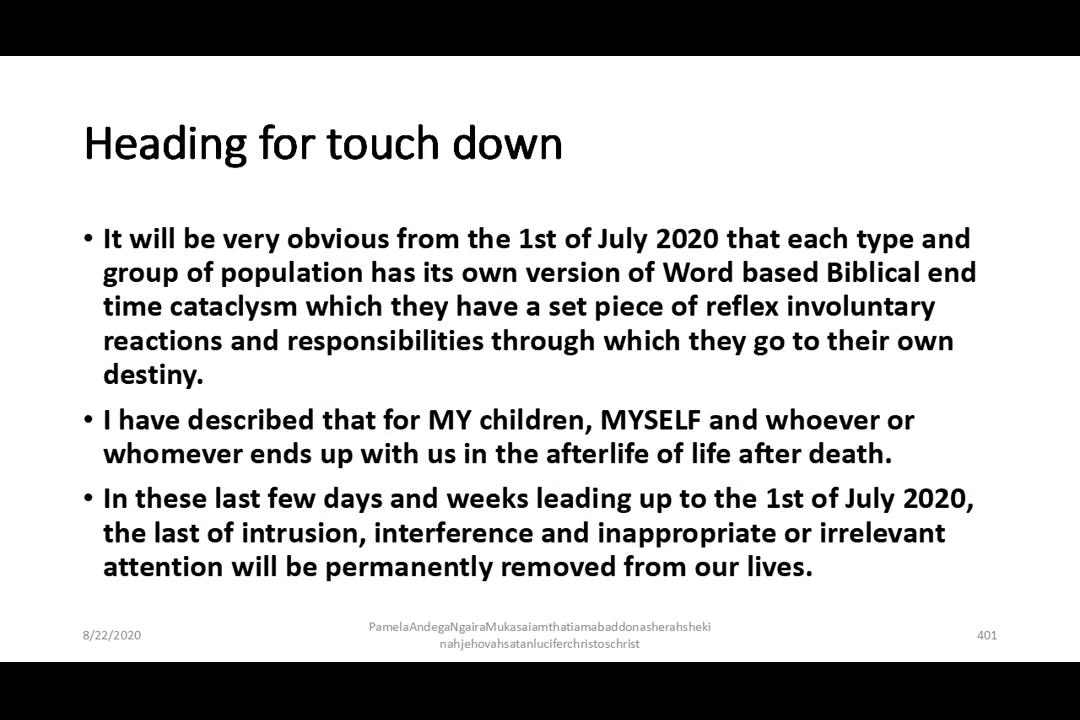 Heading for touch down
• It will be very obvious from the 1st of July 2020 that each type and
group of population has its own version of Word based Biblical end
time cataclysm which they have a set piece of reflex involuntary
reactions and responsibilities through which they go to their own
destiny.
• I have described that for MY children, MYSELF and whoever or
whomever ends up with us in the afterlife of life after death.
• In these last few days and weeks leading up to the 1st of July 2020,
the last of intrusion, interference and inappropriate or irrelevant
attention will be permanently removed from our lives.
8/22/2020
PamelaAndegaNgairaMukasaiamthatiamabaddonasherahsheki
nahjehovahsatanluciferchristoschrist
401